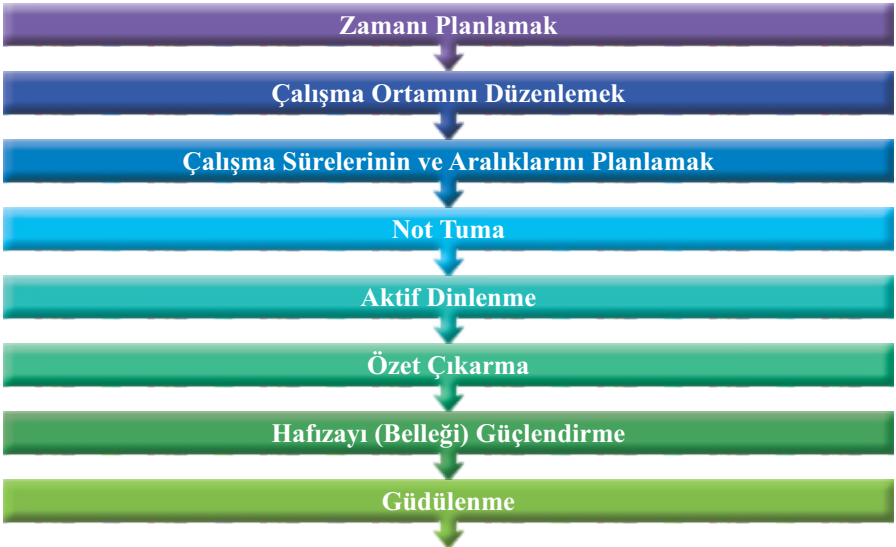 Zamanı Planlamak
Çalışma Ortamını Düzenlemek
Çalışma Sürelerinin ve Aralıklarını Planlamak
Not Tuma
Aktif Dinlenme
Özet Çıkarma
Hafızayı (Belleği) Güçlendirme
Güdülenme